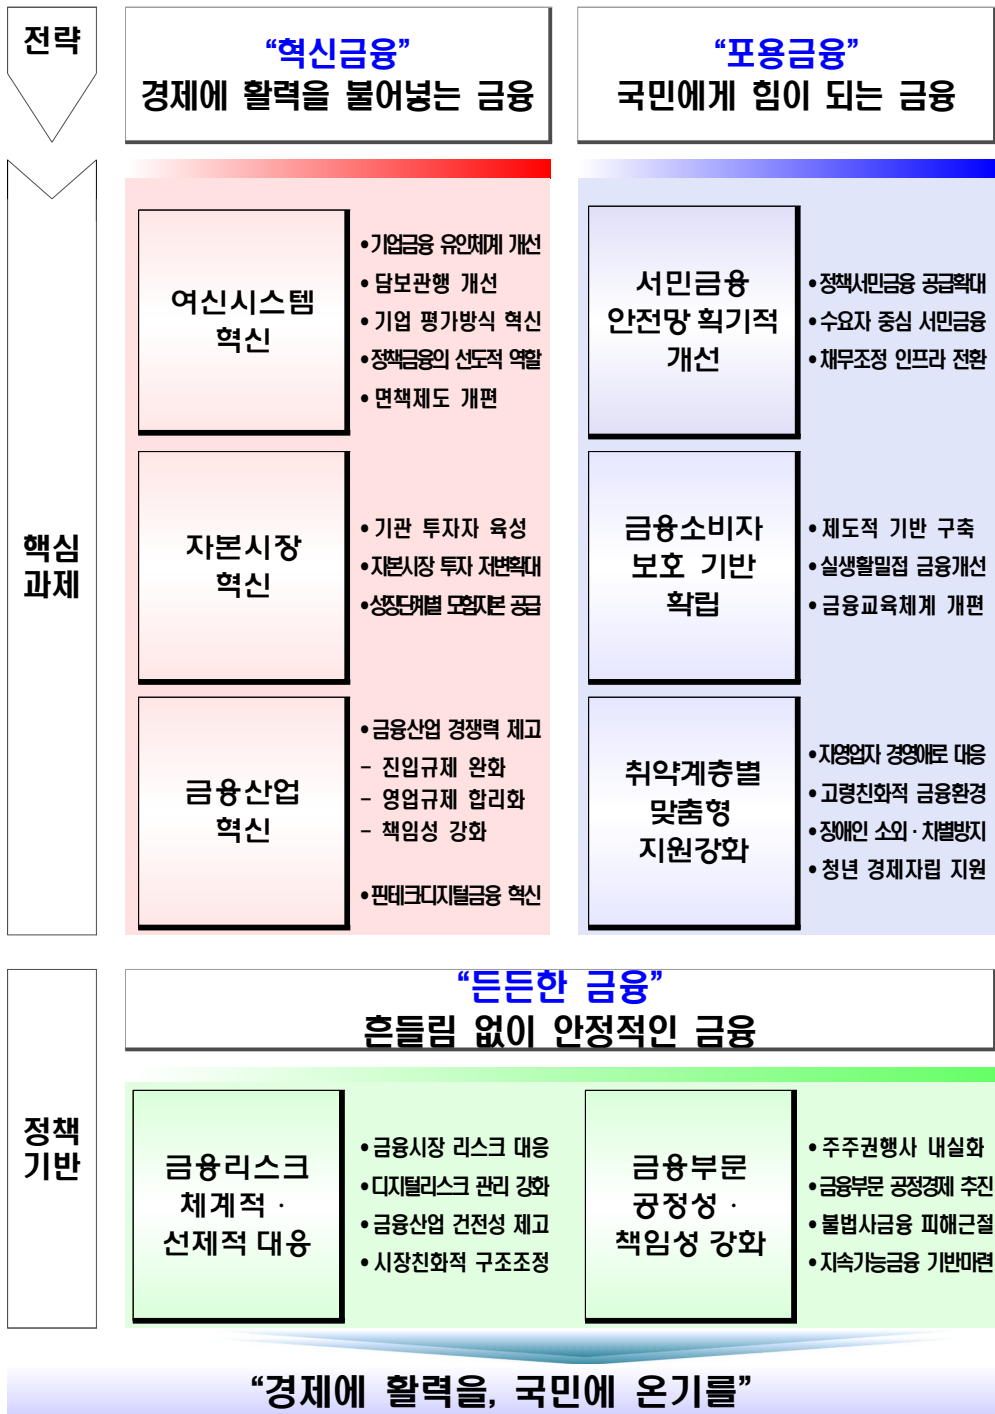 전략
“혁신금융”
경제에 활력을 불어넣는 금융
“포용금융”
국민에게 힘이 되는 금융
핵심
과제
여신시스템
혁신
• 기업금융 유인체계 개선
• 담보관행 개선
• 기업 평가방식 혁신
• 정책금융의 선도적 역할
• 면책제도 개편
자본시장
혁신
• 기관 투자자 육성
• 자본시장 투자 저변확대
• 성장단계별 모험자본 공급
금융산업
혁신
• 금융산업 경쟁력 제고
– 진입규제 완화
– 영업규제 합리화
– 책임성 강화
• 핀테크디지털금융 혁신
서민금융
안전망 획기적
개선
• 정책서민금융 공급확대
• 수요자 중심 서민금융
• 채무조정 인프라 전환
금융소비자
보호 기반
확립
• 제도적 기반 구축
• 실생활밀접 금융개선
• 금융교육체계 개편
취약계층별
맞춤형
지원강화
• 자영업자 경영애로 대응
• 고령친화적 금융환경
• 장애인 소외 · 차별방지
• 청년 경제자립 지원
정책
기반
“든든한 금융”
흔들림 없이 안정적인 금융
금융리스크
체계적 ·
선제적 대응
• 금융시장 리스크 대응
• 디지털리스크 관리 강화
• 금융산업 건전성 제고
• 시장친화적 구조조정
금융부문
공정성 ·
책임성 강화
• 주주권행사 내실화
• 금융부문 공정경제 추진
• 불법사금융 피해근절
• 지속가능금융 기반마련
“경제에 활력을, 국민에 온기를”